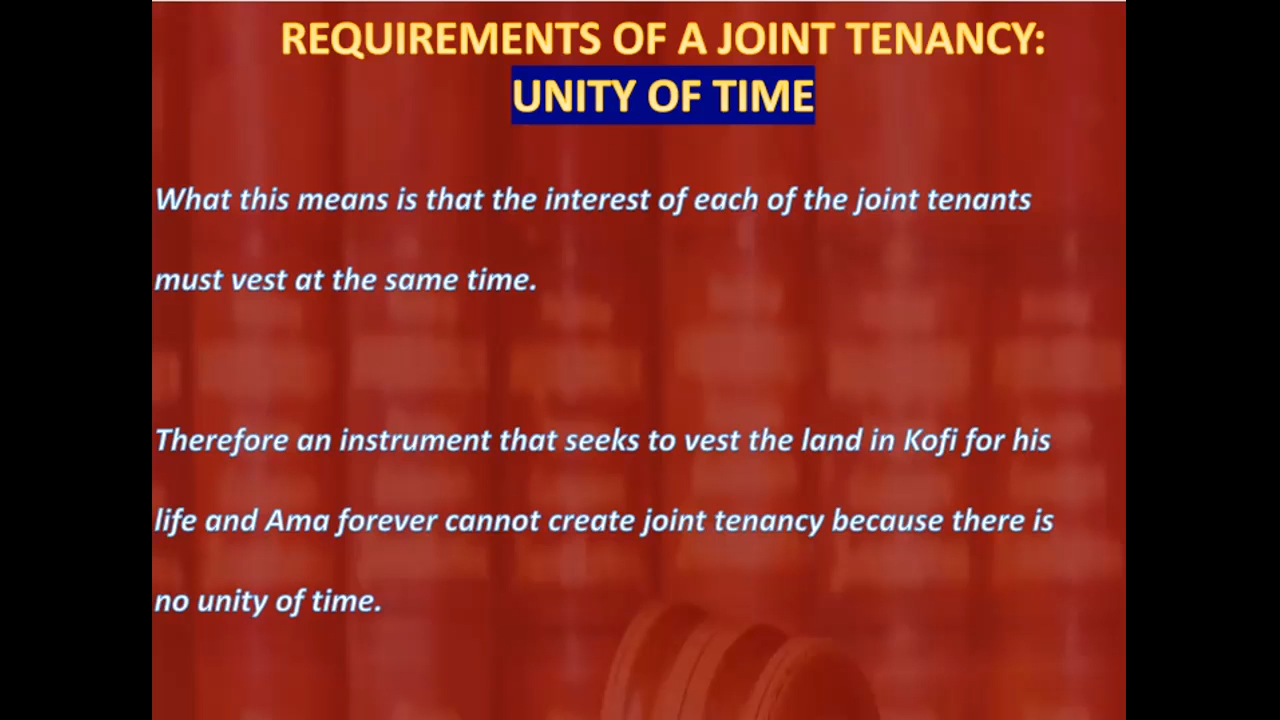 REQUIREMENTS OF A JOINT TENANCY:
UNITY OF TIME
What this means is that the interest of each of the joint tenants
must vest at the same time.
Therefore an instrument that seeks to vest the land in Kofi for his
life and Ama forever cannot create joint tenancy because there is
no unity of time.